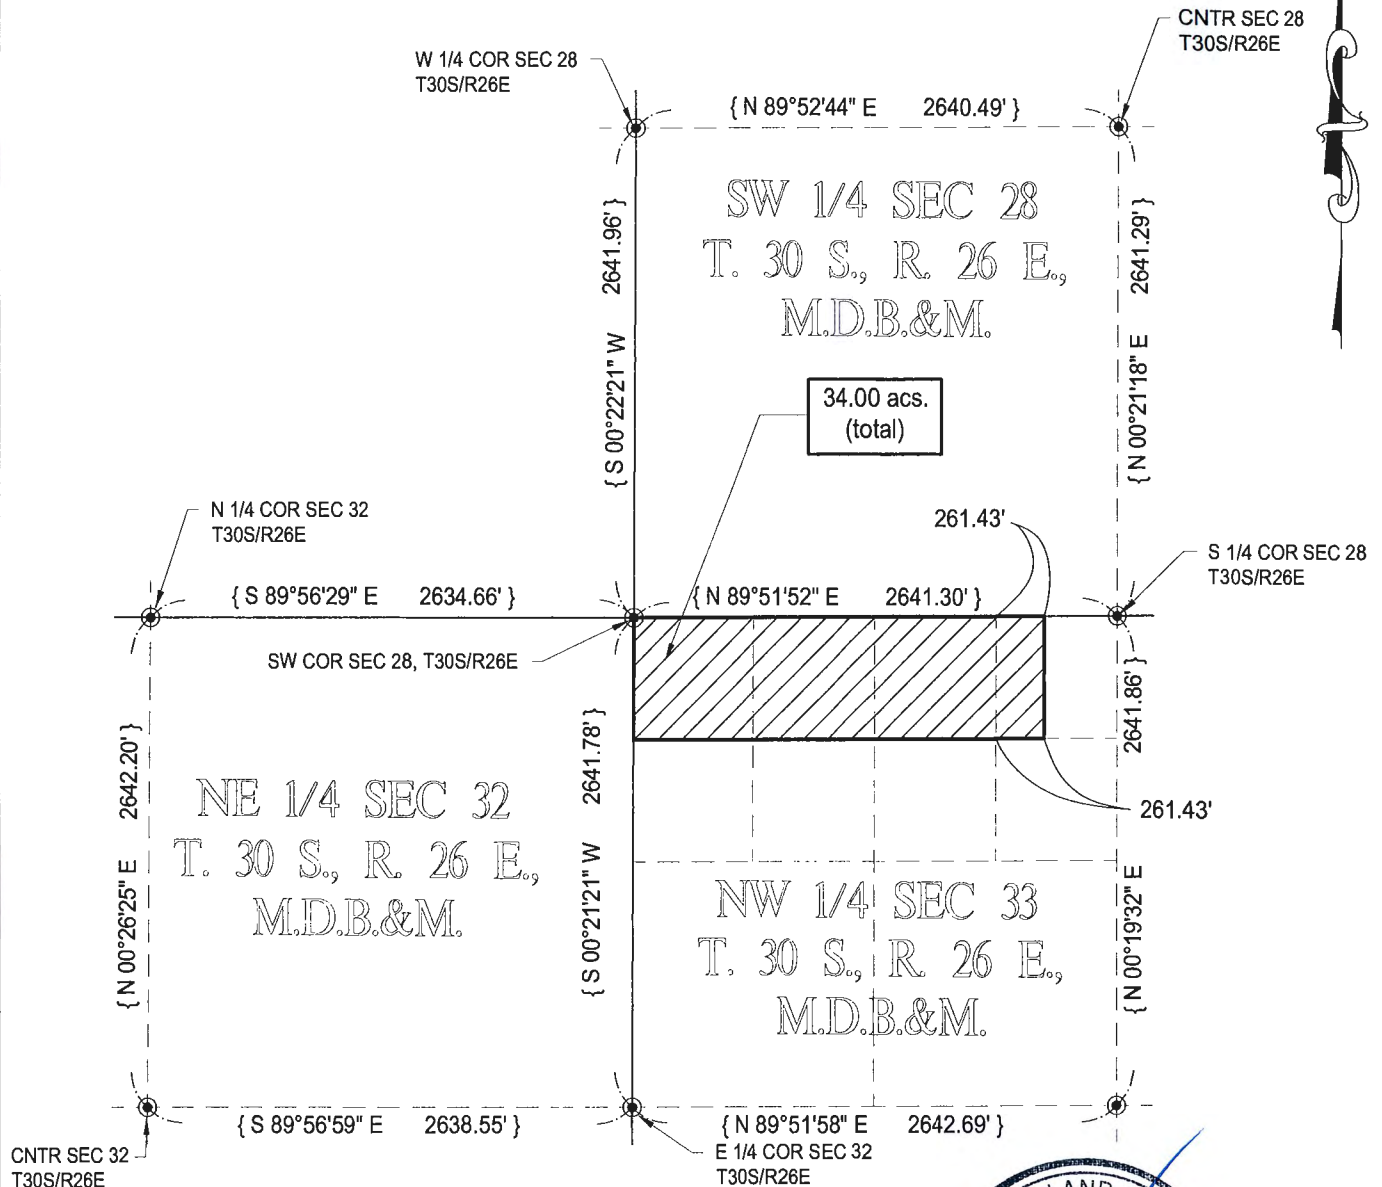 CNTR SEC 28
T30S/R26E
W 1/4 COR SEC 28
T30S/R26E
{ N 89°52'44" E 2640.49' }
SW 1/4 SEC 28
T. 30 S., R. 26 E.,
M.D.B.&M.
{ S 00°22'21" W 2641.96' }
{ N 00°21'18" E 2641.29' }
34.00 acs.
(total)
N 1/4 COR SEC 32
T30S/R26E
261.43'
S 1/4 COR SEC 28
T30S/R26E
{ S 89°56'29" E 2634.66' }
{ N 89°51'52" E 2641.30' }
SW COR SEC 28, T30S/R26E
{ N 00°26'25" E 2642.20' }
NE 1/4 SEC 32
T. 30 S., R. 26 E.,
M.D.B.&M.
{ S 00°21'21" W 2641.78' }
{ N 00°19'32" E 2641.86' }
261.43'
NW 1/4 SEC 33
T. 30 S., R. 26 E.,
M.D.B.&M.
{ S 89°56'59" E 2638.55' }
{ N 89°51'58" E 2642.69' }
CNTR SEC 32
T30S/R26E
E 1/4 COR SEC 32
T30S/R26E
LAND